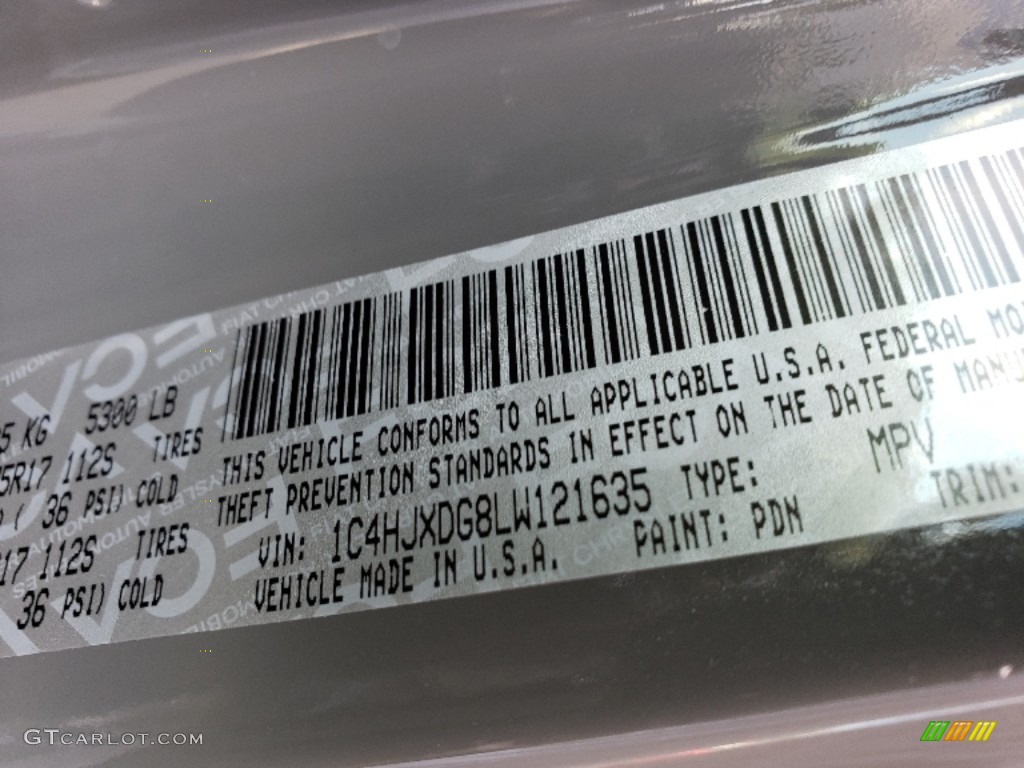 5 KG 5300 LB
5R17 112S TIRES
( 36 PSI) COLD
17 112S TIRES
36 PSI) COLD
THIS VEHICLE CONFORMS TO ALL APPLICABLE U.S.A. FEDERAL MO
THEFT PREVENTION STANDARDS IN EFFECT ON THE DATE OF MANU
VIN: 1C4HJXDG8LW121635 TYPE: MPV
VEHICLE MADE IN U.S.A. PAINT: PDN TRIM:
GTCARLOT.COM